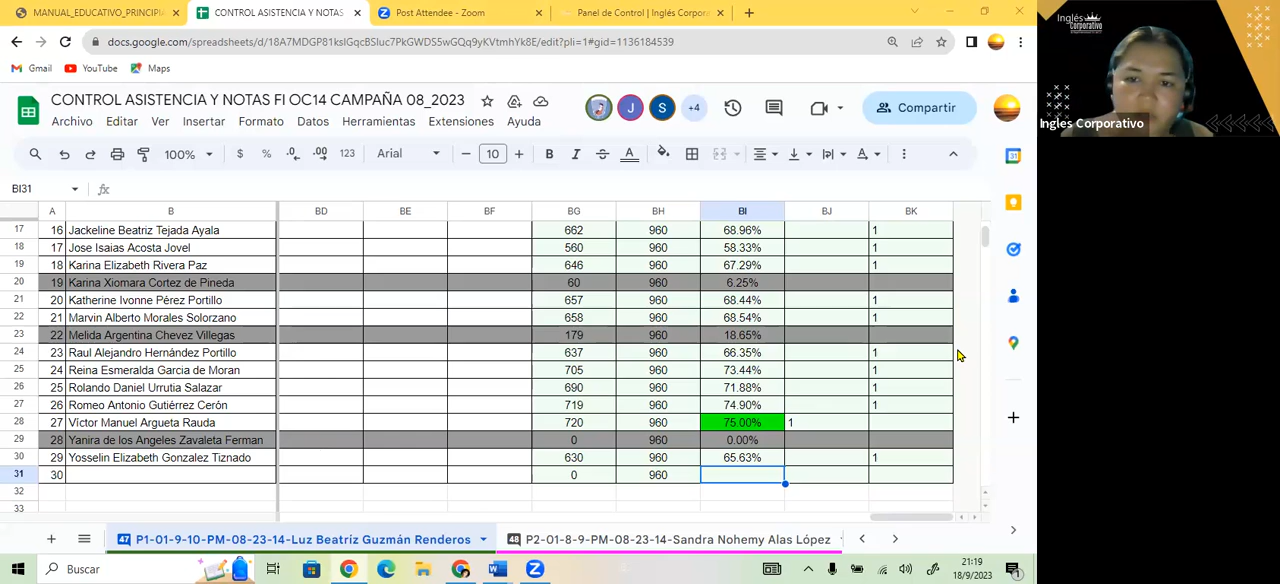 MANUAL_EDUCATIVO_PRINCIPI
CONTROL ASISTENCIA Y NOTAS
Post Attendee - Zoom
Panel de Control | Inglés Corpor
docs.google.com/spreadsheets/d/18A7MDGP81kslGqcBSluc7PkGWDS5wGQq9yKVtmhYk8E/edit?pli=1#gid=1136184539
Gmail YouTube Maps
CONTROL ASISTENCIA Y NOTAS FI OC14 CAMPAÑA 08_2023
J S +4
Compartir
Archivo Editar Ver Insertar Formato Datos Herramientas Extensiones Ayuda
100% $ % .0 .00 123 Arial 10 B I S A
BI31 fx
A B BD BE BF BG BH BI BJ BK
17 16 Jackeline Beatriz Tejada Ayala 662 960 68.96% 1
18 17 Jose Isaias Acosta Jovel 560 960 58.33% 1
19 18 Karina Elizabeth Rivera Paz 646 960 67.29% 1
20 19 Karina Xiomara Cortez de Pineda 60 960 6.25%
21 20 Katherine Ivonne Pérez Portillo 657 960 68.44% 1
22 21 Marvin Alberto Morales Solorzano 658 960 68.54% 1
23 22 Melida Argentina Chevez Villegas 179 960 18.65%
24 23 Raul Alejandro Hernández Portillo 637 960 66.35% 1
25 24 Reina Esmeralda Garcia de Moran 705 960 73.44% 1
26 25 Rolando Daniel Urrutia Salazar 690 960 71.88% 1
27 26 Romeo Antonio Gutiérrez Cerón 719 960 74.90% 1
28 27 Víctor Manuel Argueta Rauda 720 960 75.00% 1
29 28 Yanira de los Angeles Zavaleta Ferman 0 960 0.00%
30 29 Yosselin Elizabeth Gonzalez Tiznado 630 960 65.63% 1
31 30 0 960
32
33
47 P1-01-9-10-PM-08-23-14-Luz Beatríz Guzmán Renderos
48 P2-01-8-9-PM-08-23-14-Sandra Nohemy Alas López
Buscar
21:19
18/9/2023
1
Inglés
Corporativo
Ingles Corporativo
31